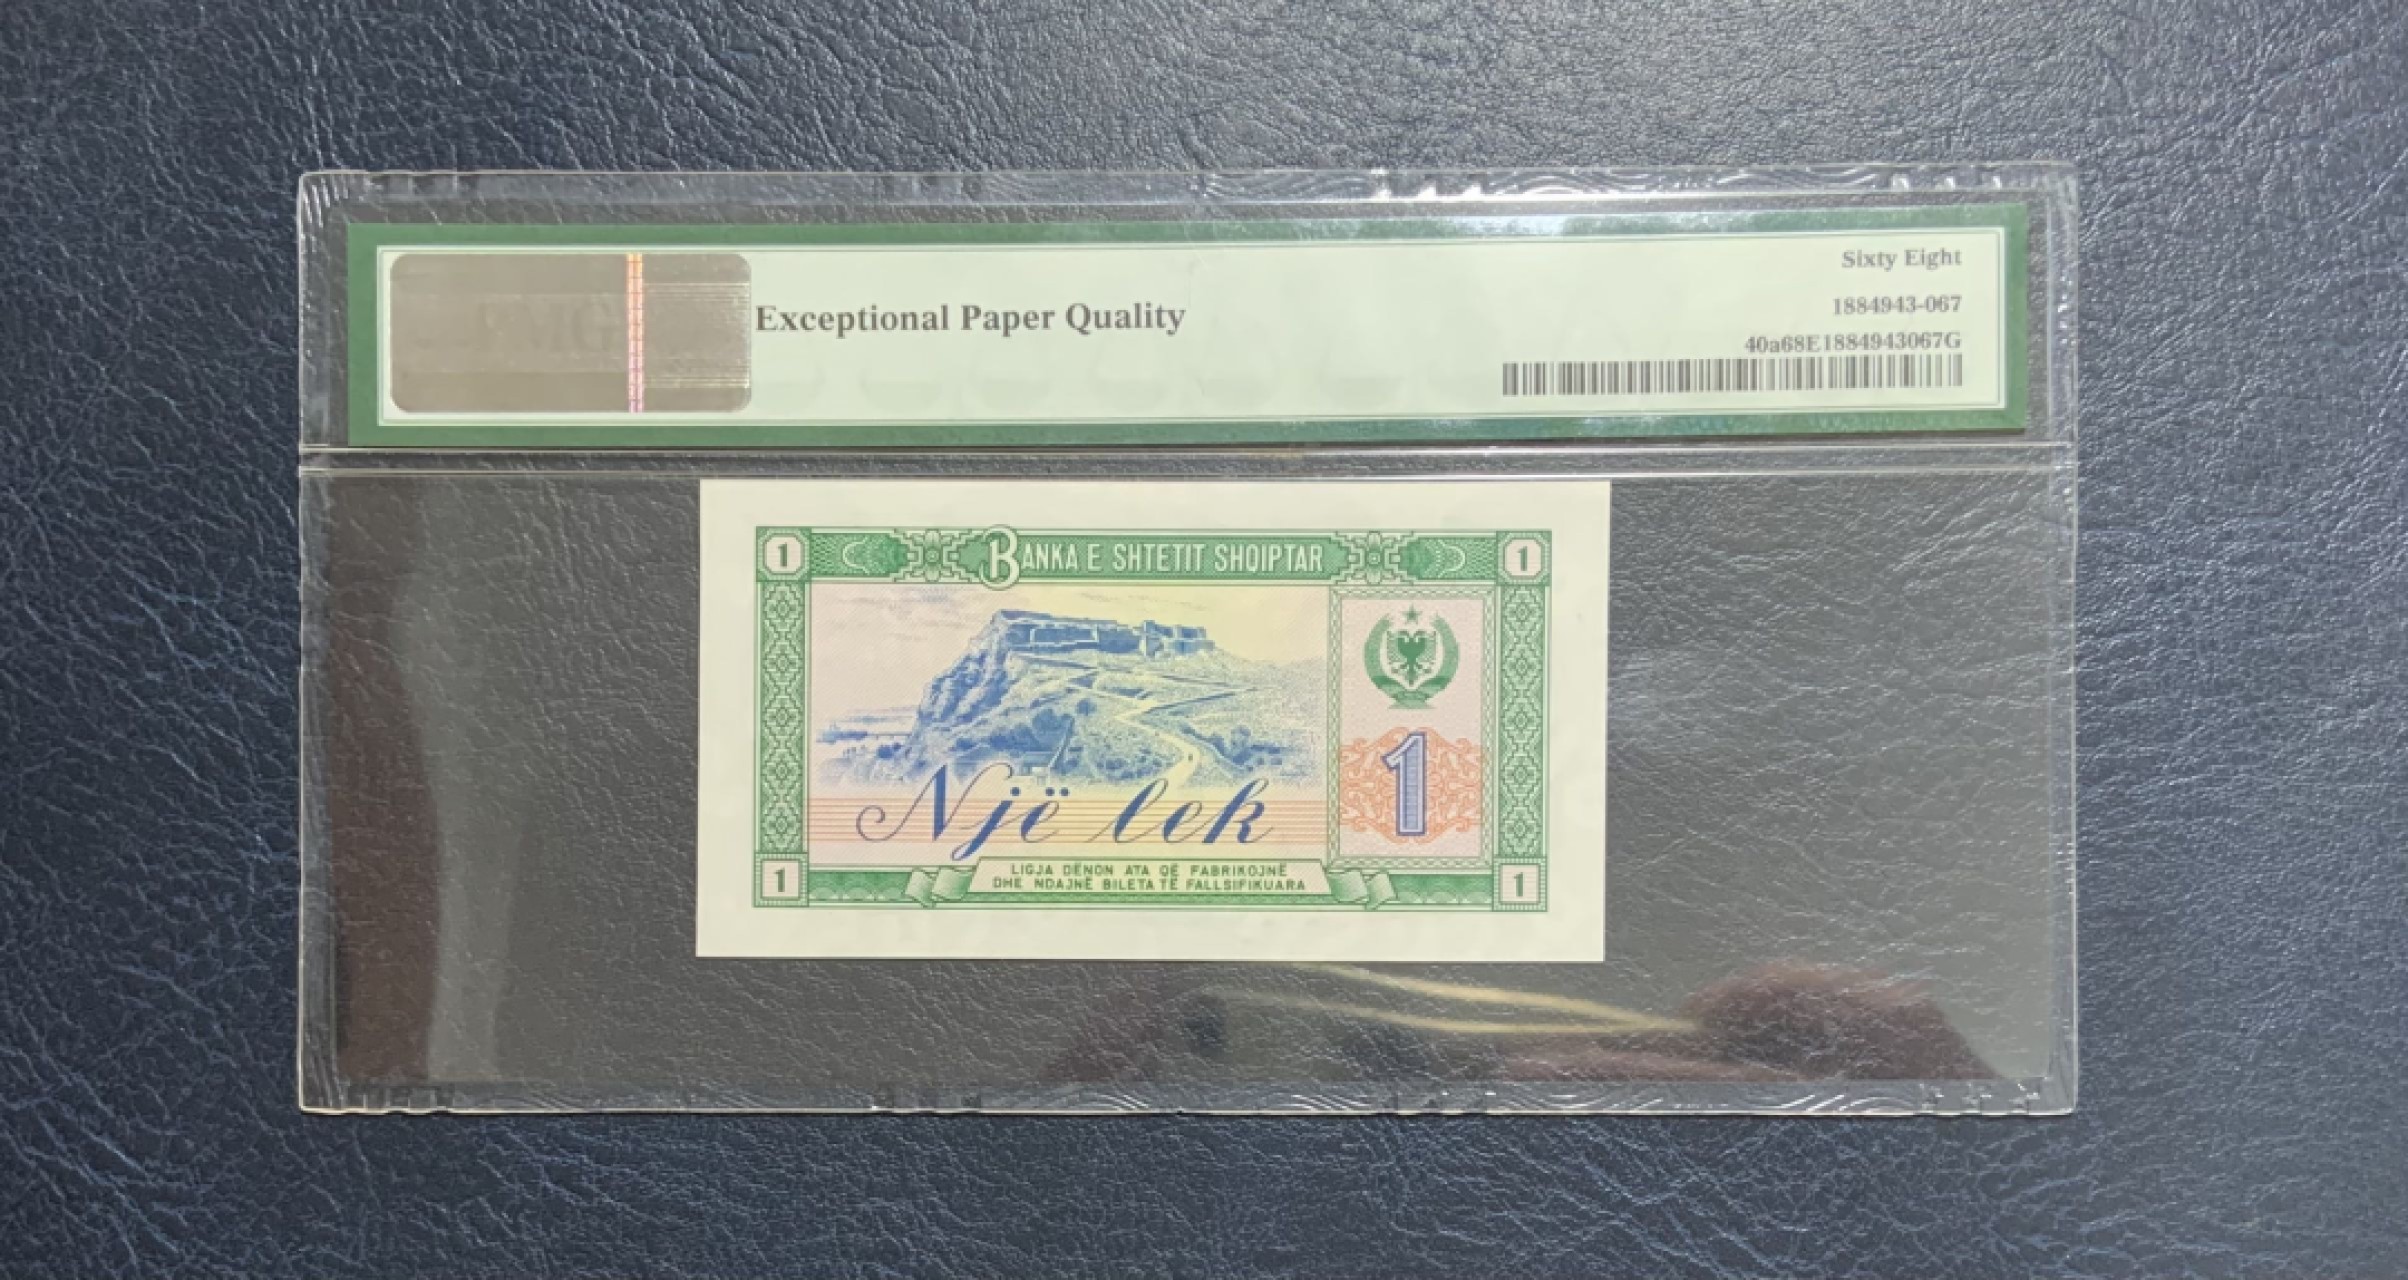 PMG
Exceptional Paper Quality
Sixty Eight
1884943-067
40a68E1884943067G
1 BANKA E SHTETIT SHQIPTAR 1
Një lek
1
LIGJA DËNON ATA QË FABRIKOJNË
DHE NDAJNË BILETA TË FALLSIFIKUARA
1 1